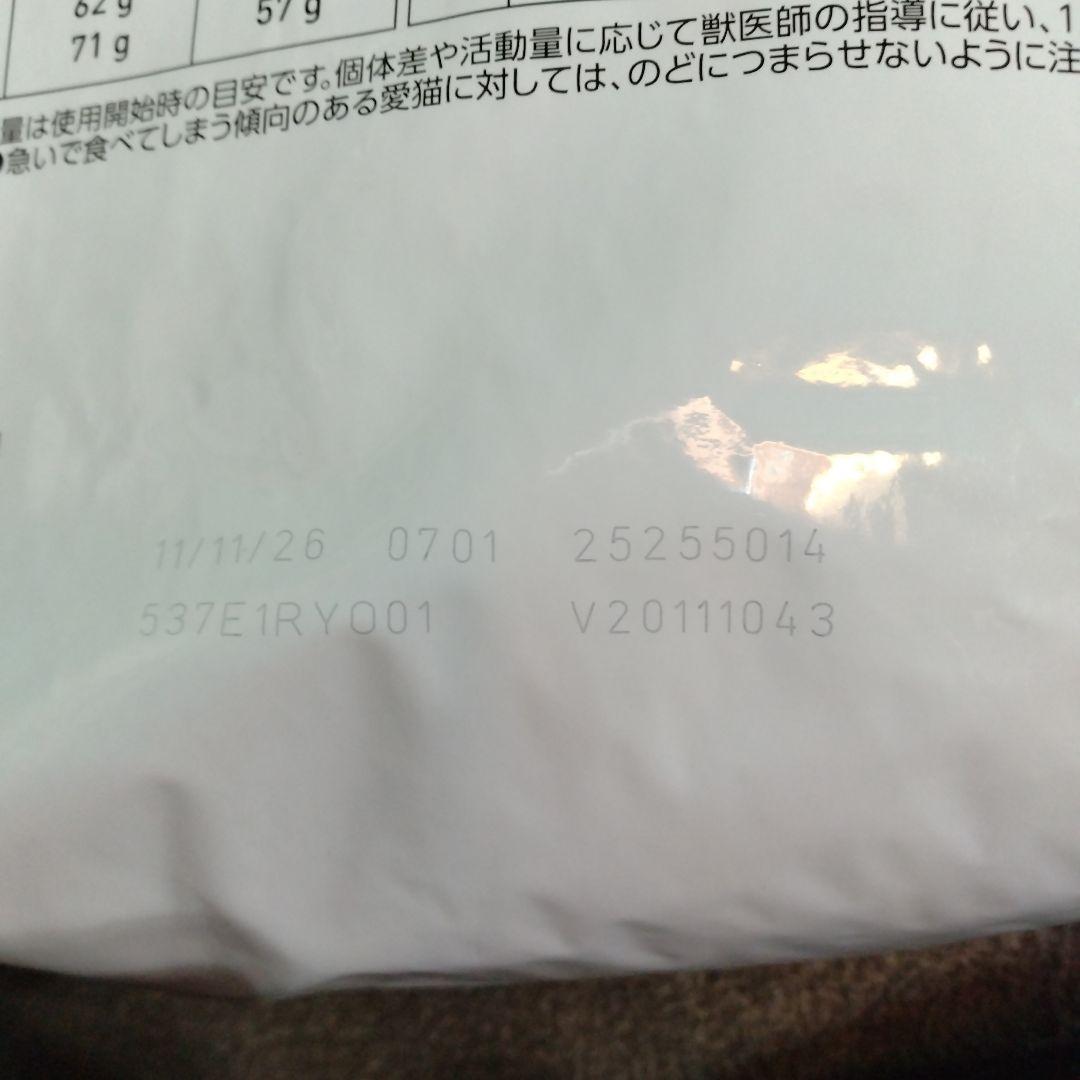 62 g
57 g
71 g
量は使用開始時の目安です。個体差や活動量に応じて獣医師の指導に従い、1
●急いで食べてしまう傾向のある愛猫に対しては、のどにつまらせないように注
11/11/26 0701 25255014
537E1RYO01 V20111043